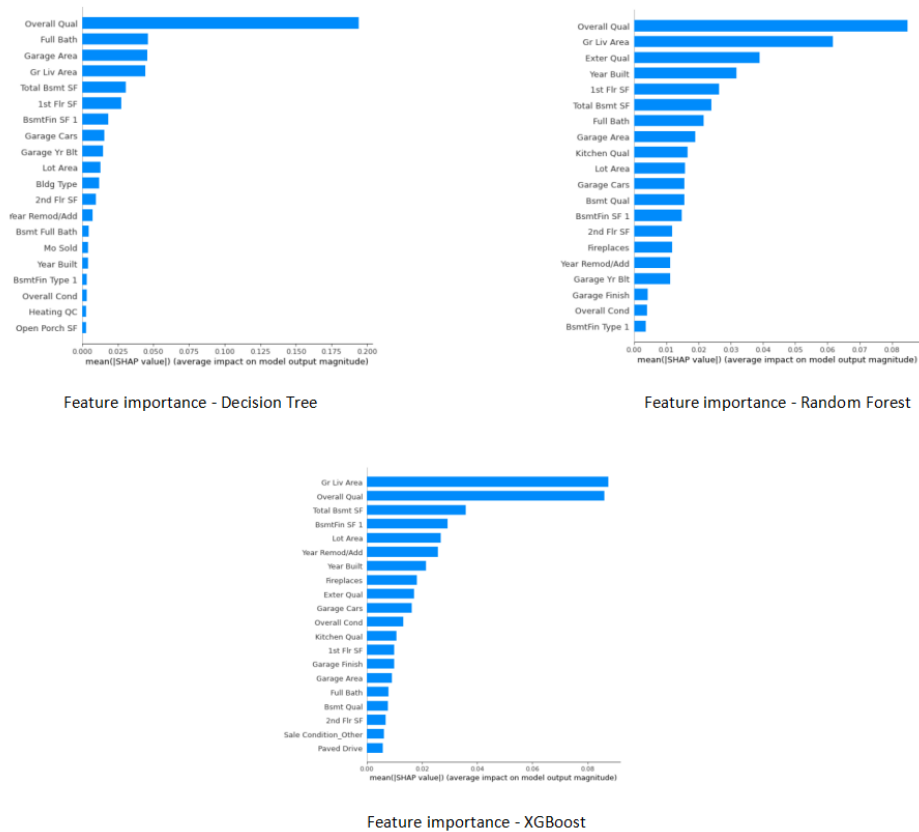 Overall Qual
Full Bath
Garage Area
Gr Liv Area
Total Bsmt SF
1st Flr SF
BsmtFin SF 1
Garage Cars
Garage Yr Blt
Lot Area
Bldg Type
2nd Flr SF
Year Remod/Add
Bsmt Full Bath
Mo Sold
Year Built
BsmtFin Type 1
Overall Cond
Heating QC
Open Porch SF
0.000 0.025 0.050 0.075 0.100 0.125 0.150 0.175 0.200
mean(|SHAP value|) (average impact on model output magnitude)
Feature importance - Decision Tree
Overall Qual
Gr Liv Area
Exter Qual
Year Built
1st Flr SF
Total Bsmt SF
Full Bath
Garage Area
Kitchen Qual
Lot Area
Garage Cars
Bsmt Qual
BsmtFin SF 1
2nd Flr SF
Fireplaces
Year Remod/Add
Garage Yr Blt
Garage Finish
Overall Cond
BsmtFin Type 1
0.00 0.01 0.02 0.03 0.04 0.05 0.06 0.07 0.08
mean(|SHAP value|) (average impact on model output magnitude)
Feature importance - Random Forest
Gr Liv Area
Overall Qual
Total Bsmt SF
BsmtFin SF 1
Lot Area
Year Remod/Add
Year Built
Fireplaces
Exter Qual
Garage Cars
Overall Cond
Kitchen Qual
1st Flr SF
Garage Finish
Garage Area
Full Bath
Bsmt Qual
2nd Flr SF
Sale Condition_Other
Paved Drive
0.00 0.02 0.04 0.06 0.08
mean(|SHAP value|) (average impact on model output magnitude)
Feature importance - XGBoost